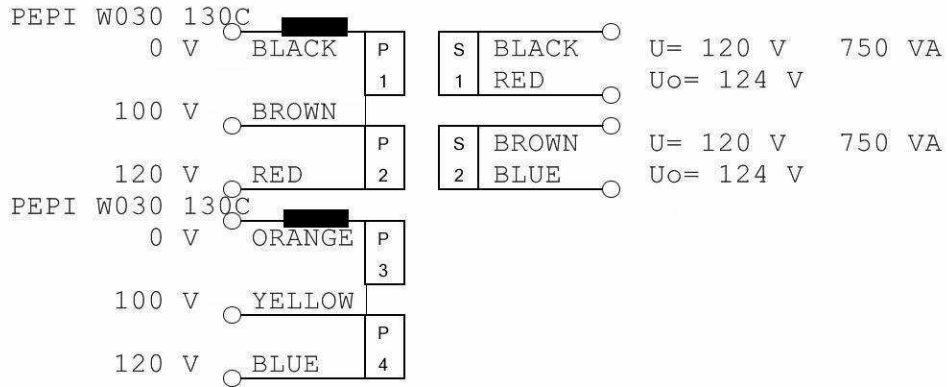 PEPI W030 130C
0 V BLACK P 1 S 1 BLACK U= 120 V 750 VA
RED Uo= 124 V
100 V BROWN
P 2 S 2 BROWN U= 120 V 750 VA
120 V RED BLUE Uo= 124 V
PEPI W030 130C
0 V ORANGE P 3
100 V YELLOW
P 4
120 V BLUE